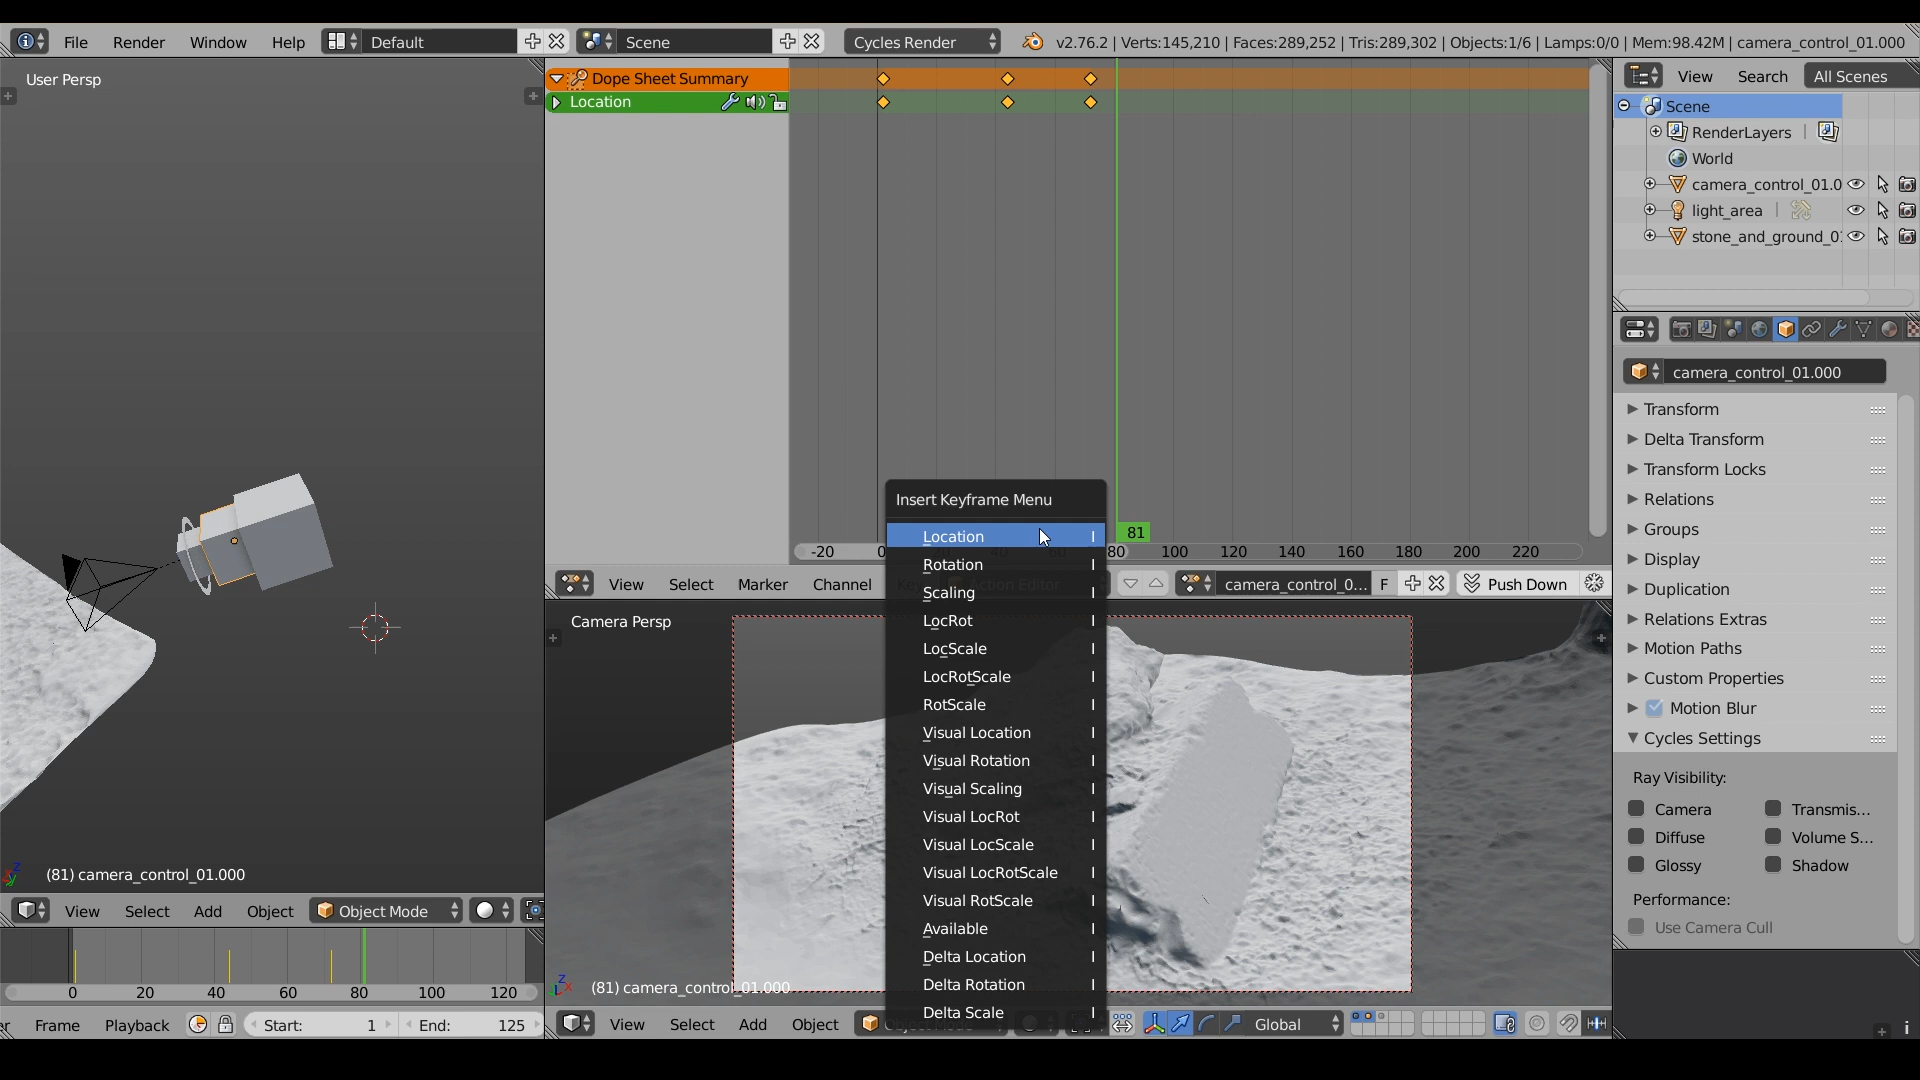 File Render Window Help Default Scene Cycles Render v2.76.2 | Verts:145,210 | Faces:289,252 | Tris:289,302 | Objects:1/6 | Lamps:0/0 | Mem:98.42M | camera_control_01.000
User Persp
Dope Sheet Summary
Location
View Search All Scenes
Scene
RenderLayers
World
camera_control_01.0
light_area
stone_and_ground_0
camera_control_01.000
Transform
Delta Transform
Transform Locks
Relations
Groups
Display
Duplication
Relations Extras
Motion Paths
Custom Properties
Motion Blur
Cycles Settings
Ray Visibility:
Camera Transmis...
Diffuse Volume S...
Glossy Shadow
Performance:
Use Camera Cull
81
-20 0 40 60 80 100 120 140 160 180 200 220
View Select Marker Channel Action Editor camera_control_0... F Push Down
Insert Keyframe Menu
Location I
Rotation I
Scaling I
LocRot I
LocScale I
LocRotScale I
RotScale I
Visual Location I
Visual Rotation I
Visual Scaling I
Visual LocRot I
Visual LocScale I
Visual LocRotScale I
Visual RotScale I
Available I
Delta Location I
Delta Rotation I
Delta Scale I
Camera Persp
(81) camera_control_01.000
View Select Add Object Global
(81) camera_control_01.000
View Select Add Object Object Mode
0 20 40 60 80 100 120
Frame Playback Start: 1 End: 125